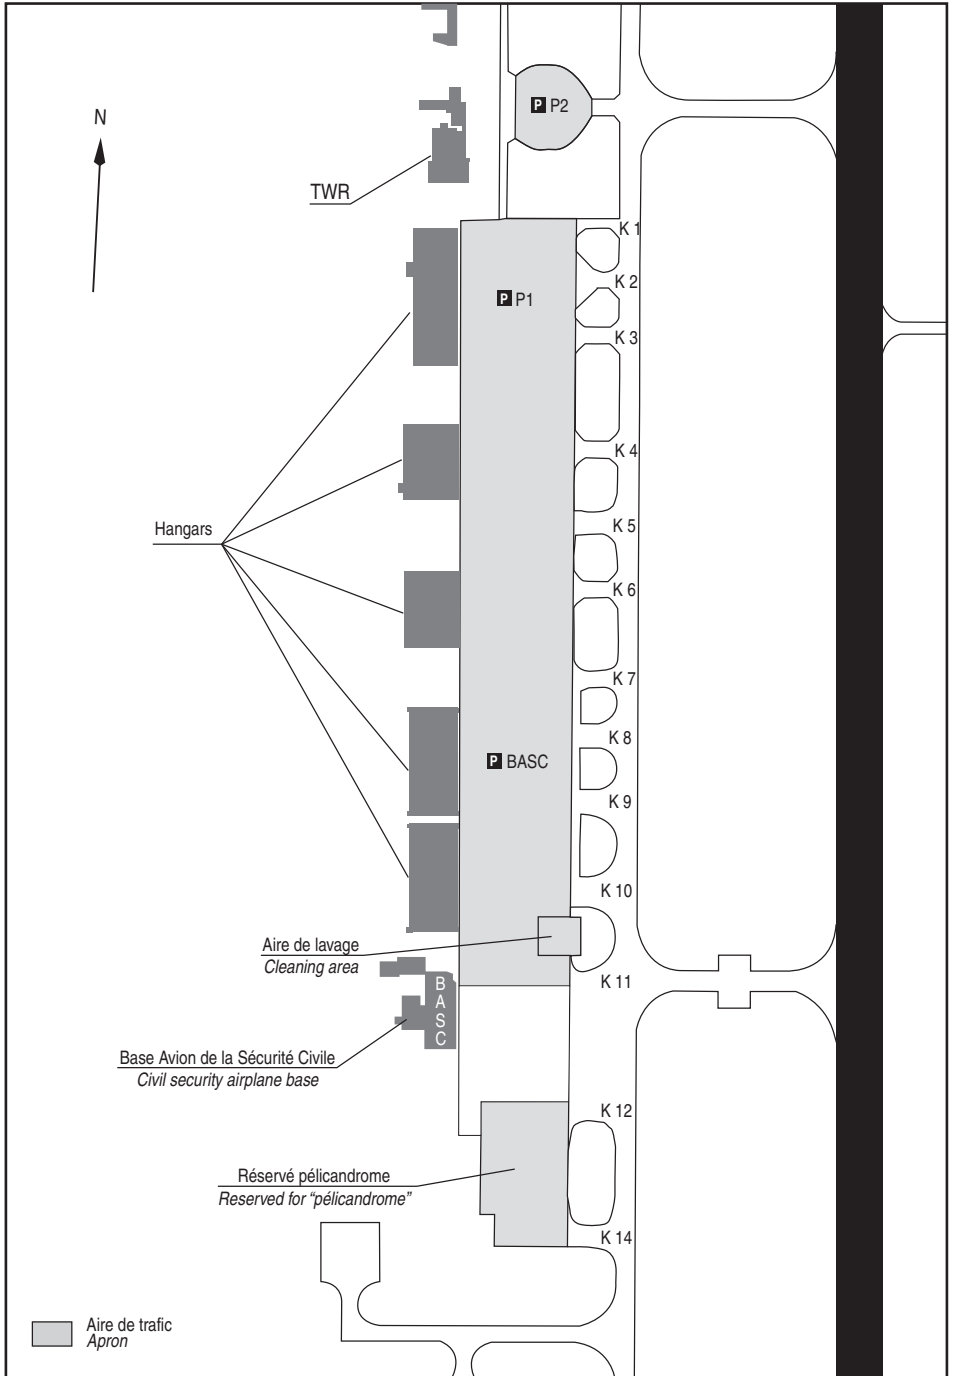 P P2
N
TWR
K 1
K 2
P P1
K 3
K 4
K 5
Hangars
K 6
K 7
K 8
P BASC
K 9
K 10
Aire de lavage
Cleaning area
K 11
B
A
S
C
Base Avion de la Sécurité Civile
Civil security airplane base
K 12
Réservé pélicandrome
Reserved for “pélicandrome”
K 14
Aire de trafic
Apron